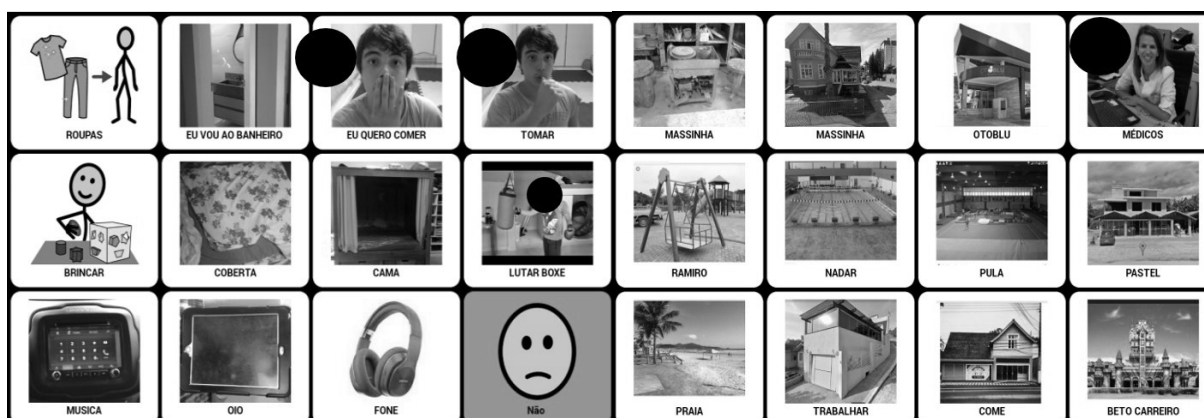 ROUPAS
EU VOU AO BANHEIRO
EU QUERO COMER
TOMAR
MASSINHA
MASSINHA
OTOBLU
MÉDICOS
BRINCAR
COBERTA
CAMA
LUTAR BOXE
RAMIRO
NADAR
PULA
PASTEL
MUSICA
OIO
FONE
Não
PRAIA
TRABALHAR
COME
BETO CARREIRO